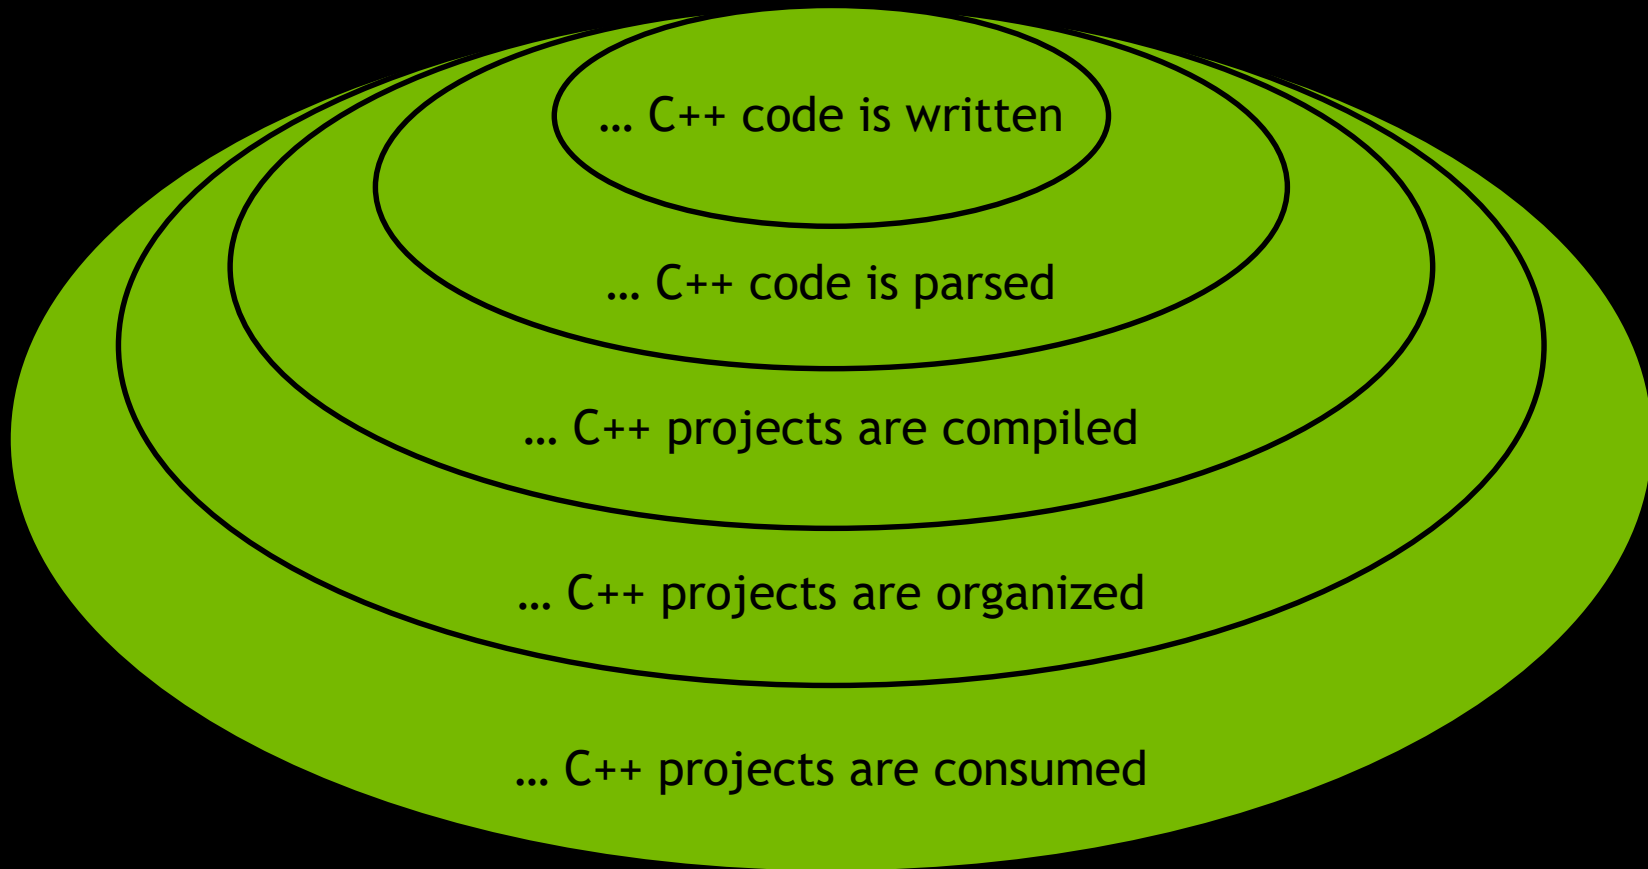 … C++ code is written
… C++ code is parsed
… C++ projects are compiled
… C++ projects are organized
… C++ projects are consumed